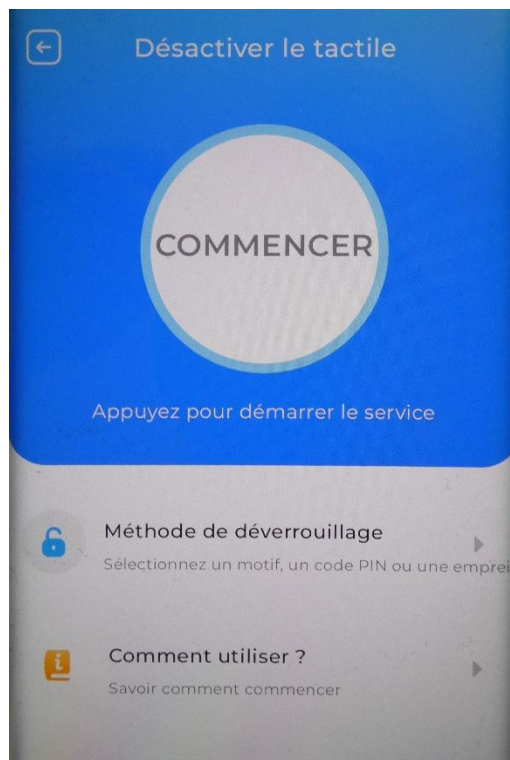 Désactiver le tactile
COMMENCER
Appuyez pour démarrer le service
Méthode de déverrouillage
Sélectionnez un motif, un code PIN ou une emprei
Comment utiliser ?
Savoir comment commencer